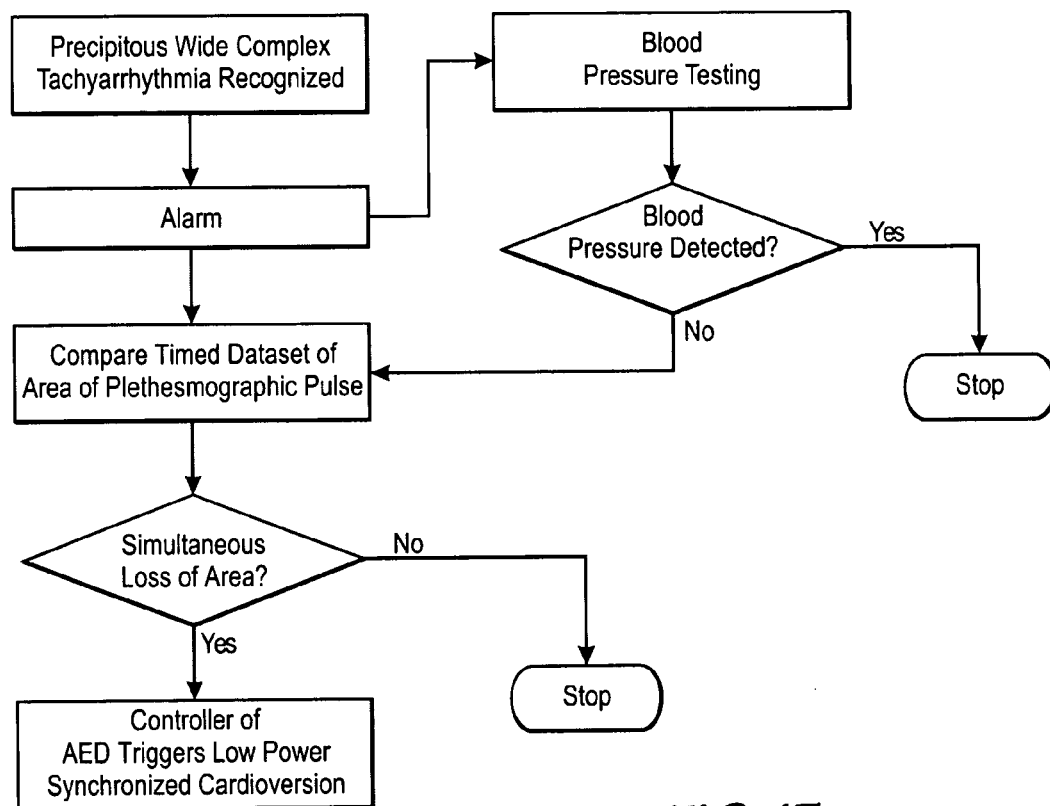 Precipitous Wide Complex
Tachyarrhythmia Recognized
Blood
Pressure Testing
Alarm
Blood
Pressure Detected?
Yes
No
Compare Timed Dataset of
Area of Plethesmographic Pulse
Stop
Simultaneous
Loss of Area?
No
Yes
Stop
Controller of
AED Triggers Low Power
Synchronized Cardioversion